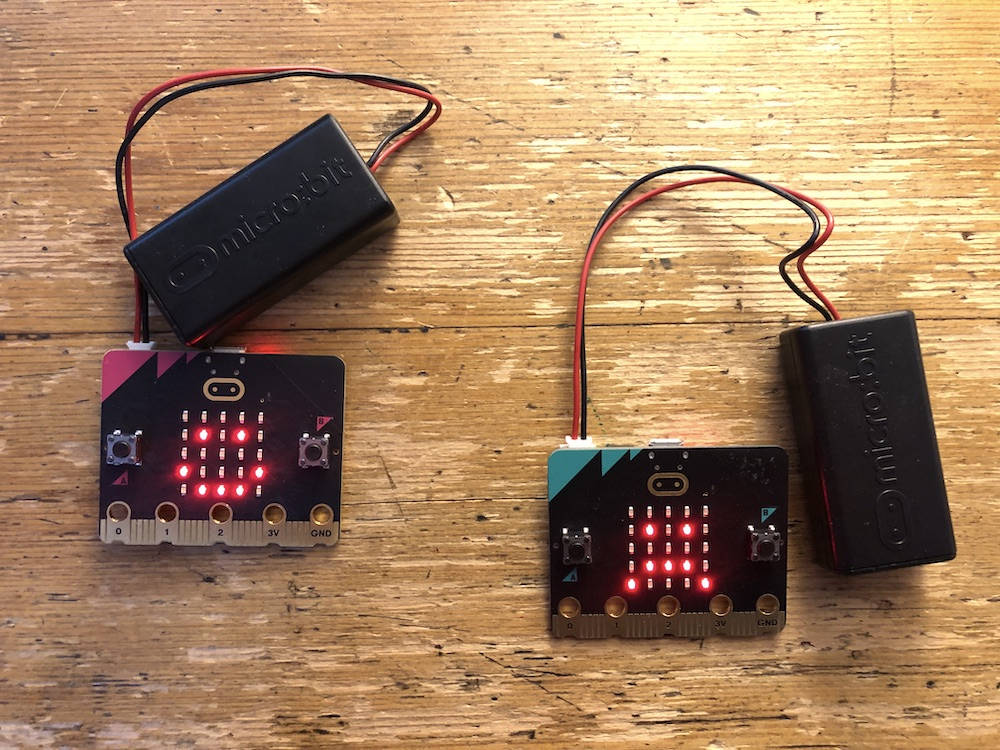 micro:bit
B
A
0 1 2 3V GND
micro:bit
B
A
0 1 2 3V GND